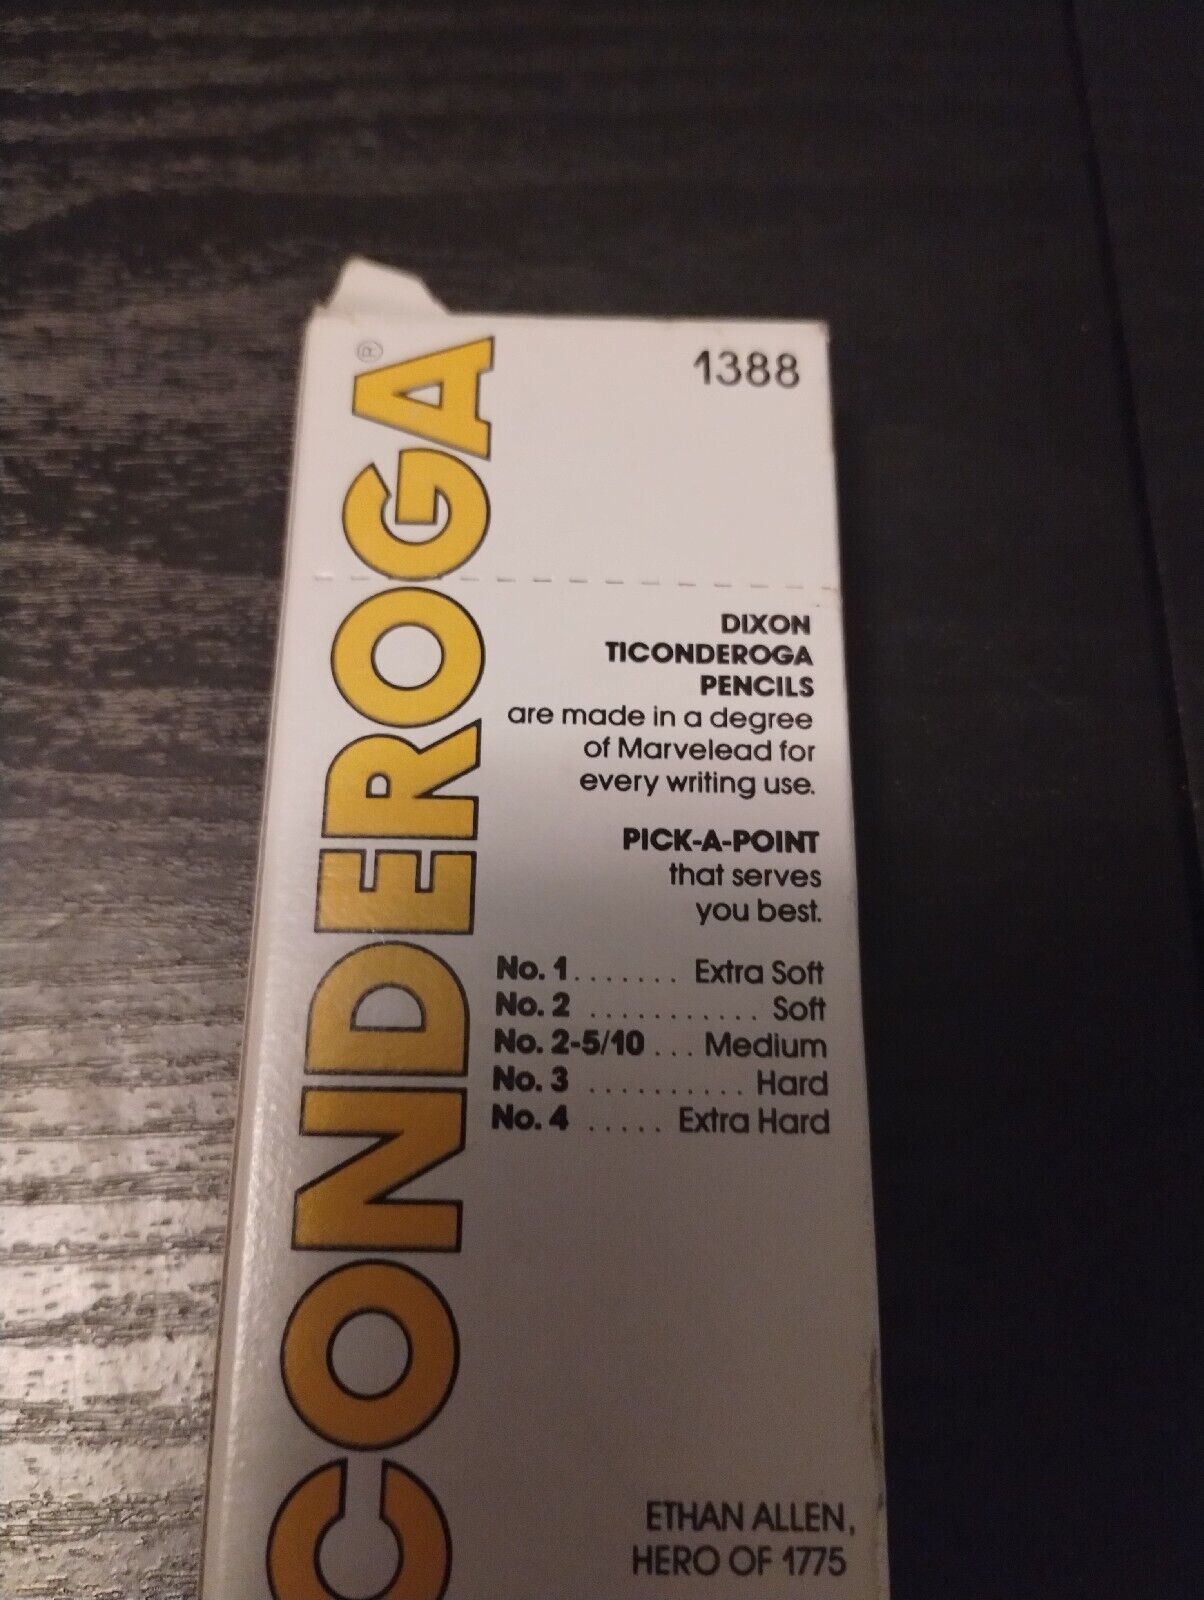 CONDEROGA®
1388
DIXON
TICONDEROGA
PENCILS
are made in a degree
of Marvelead for
every writing use.
PICK-A-POINT
that serves
you best.
No. 1 ....... Extra Soft
No. 2 ........... Soft
No. 2-5/10 ... Medium
No. 3 .......... Hard
No. 4 ..... Extra Hard
ETHAN ALLEN,
HERO OF 1775